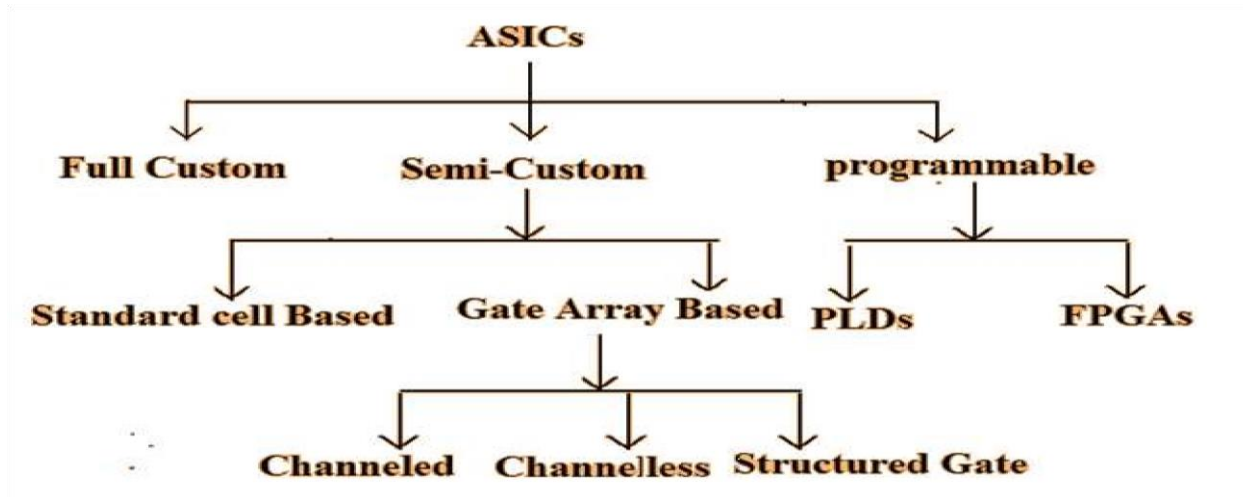 ASICs
Full Custom
Semi-Custom
programmable
Standard cell Based
Gate Array Based
PLDs
FPGAs
Channeled
Channelless
Structured Gate